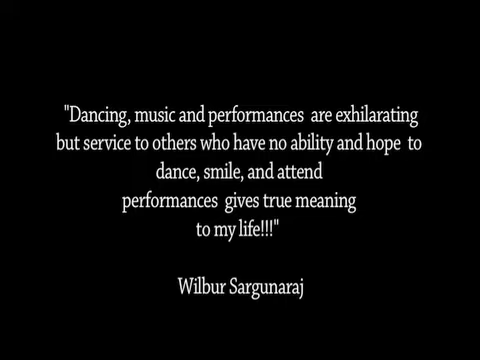 "Dancing, music and performances are exhilarating
but service to others who have no ability and hope to
dance, smile, and attend
performances gives true meaning
to my life!!!"
Wilbur Sargunaraj